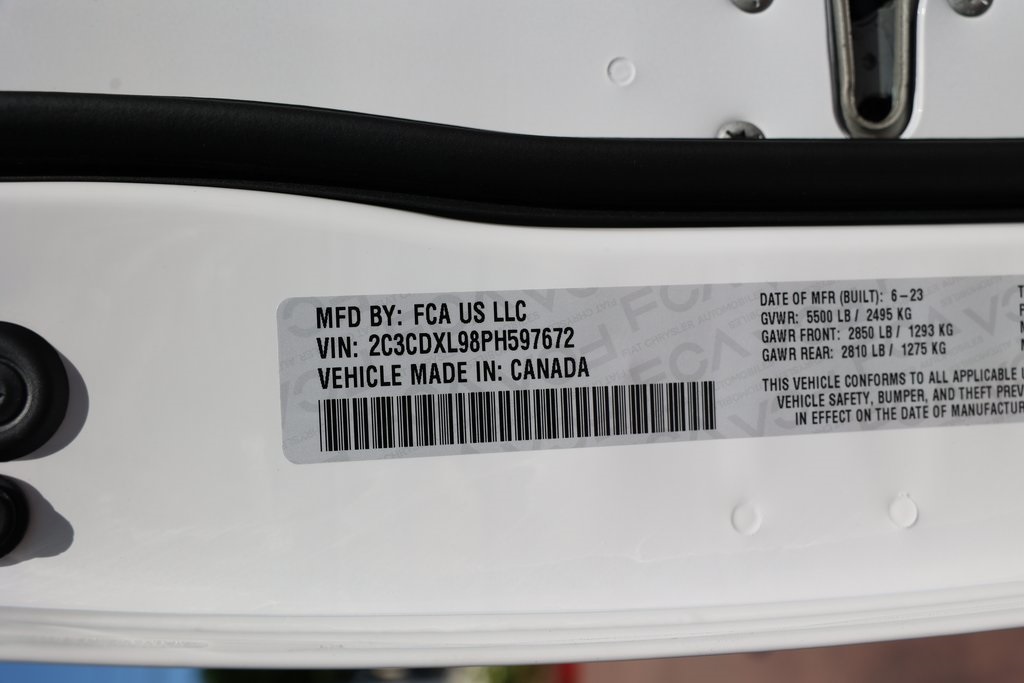 MFD BY: FCA US LLC
VIN: 2C3CDXL98PH597672
VEHICLE MADE IN: CANADA
DATE OF MFR (BUILT): 6-23
GVWR: 5500 LB / 2495 KG
GAWR FRONT: 2850 LB / 1293 KG
GAWR REAR: 2810 LB / 1275 KG
THIS VEHICLE CONFORMS TO ALL APPLICABLE
VEHICLE SAFETY, BUMPER, AND THEFT PREV
IN EFFECT ON THE DATE OF MANUFACTUR